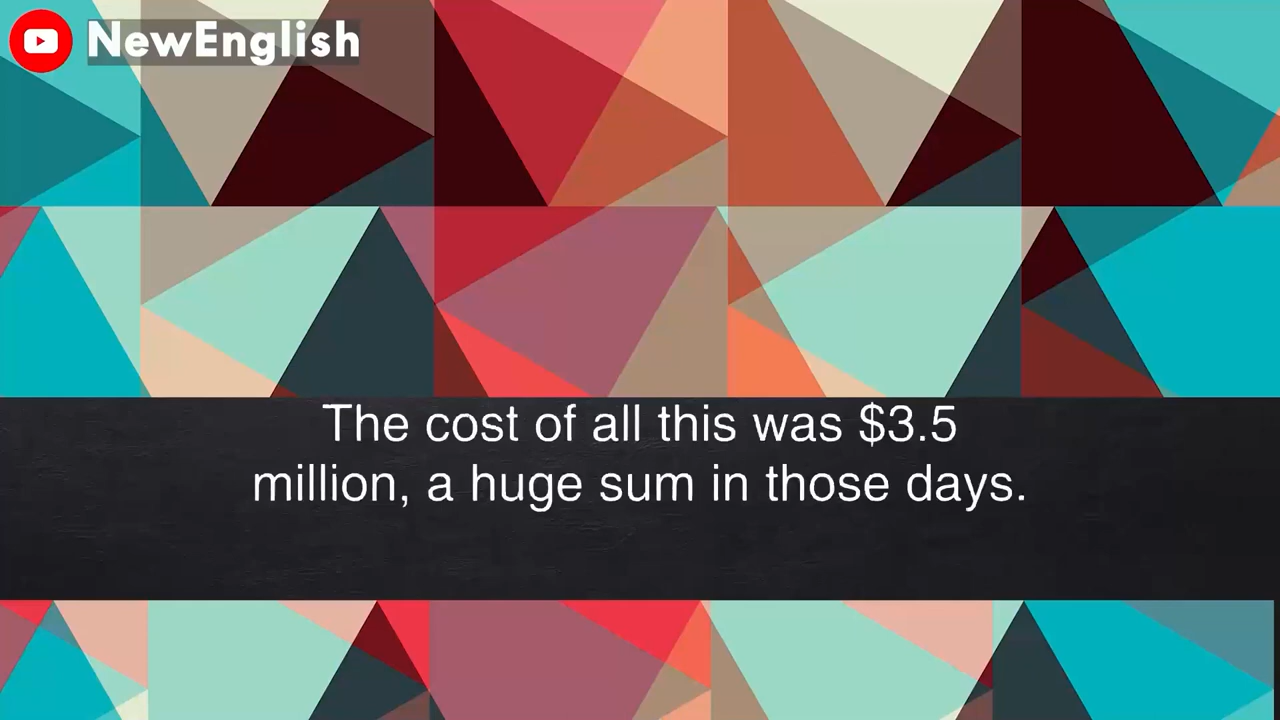 NewEnglish
The cost of all this was $3.5
million, a huge sum in those days.